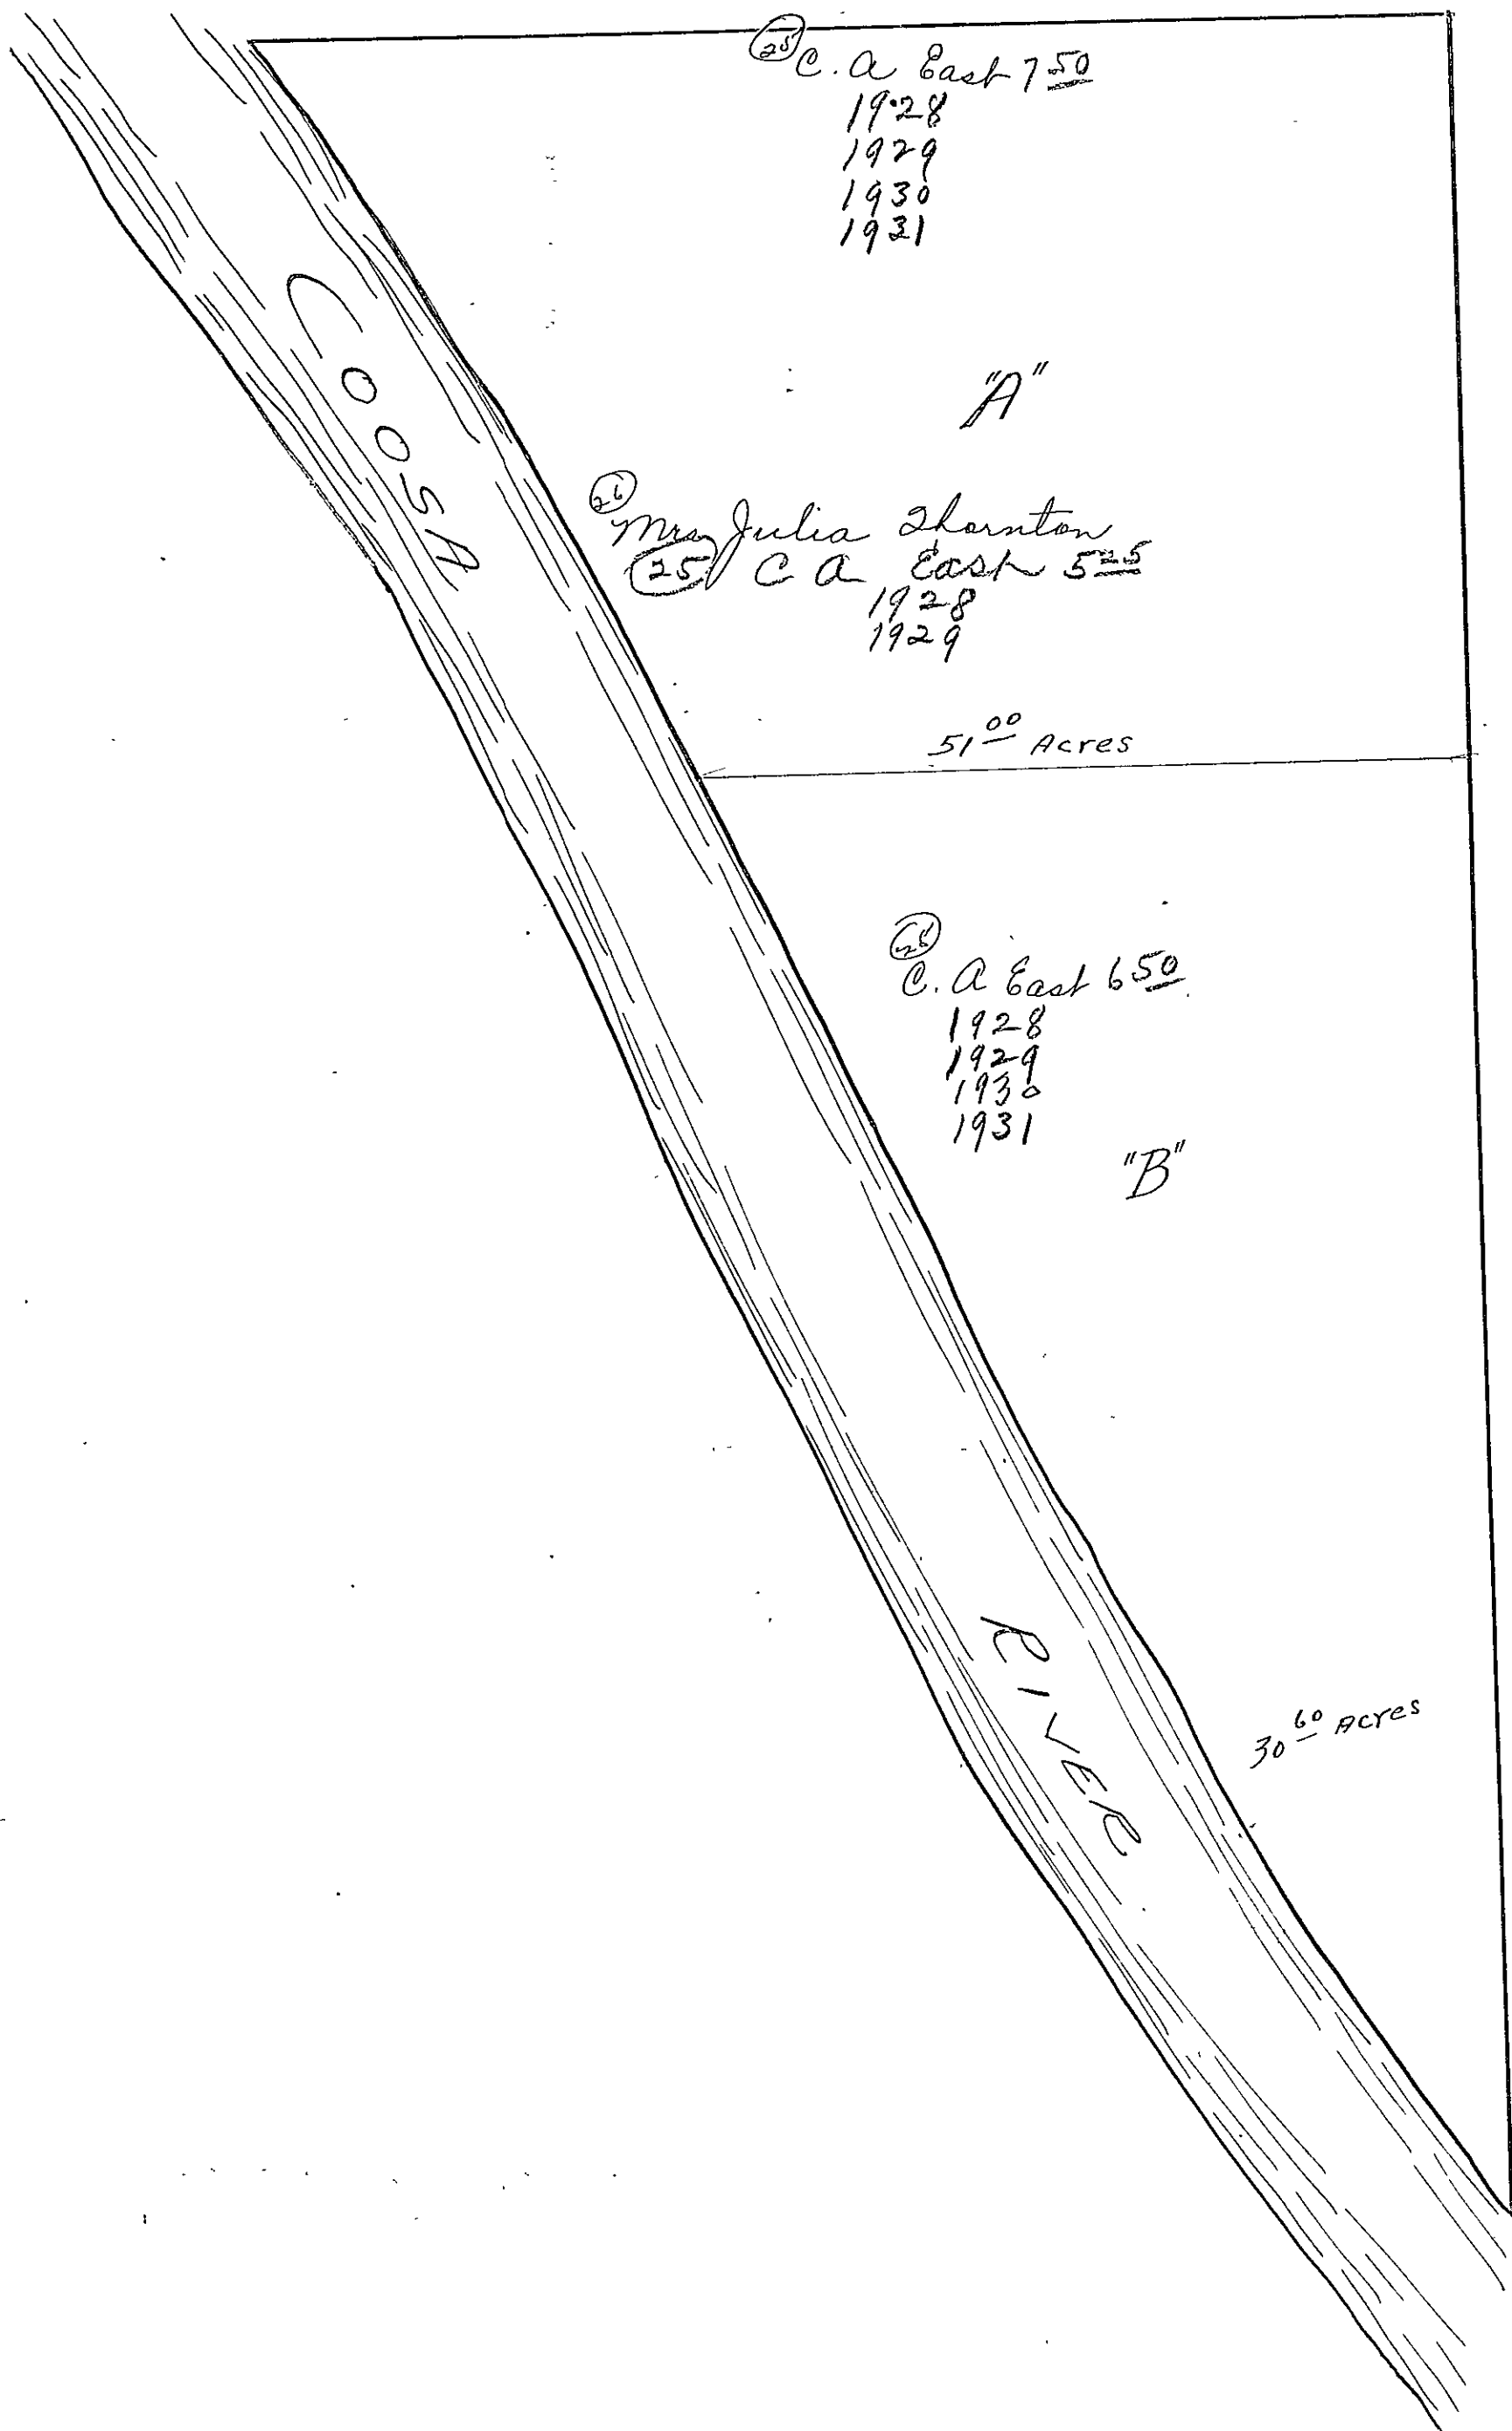 25
C. A East 7 50
1928
1929
1930
1931
COOSA
"A"
26
Mrs Julia Thornton
25 C A East 5 25
1928
1929
51 00 Acres
25
C. A East 6 50
1928
1929
1930
1931
"B"
RIVER
30 60 Acres